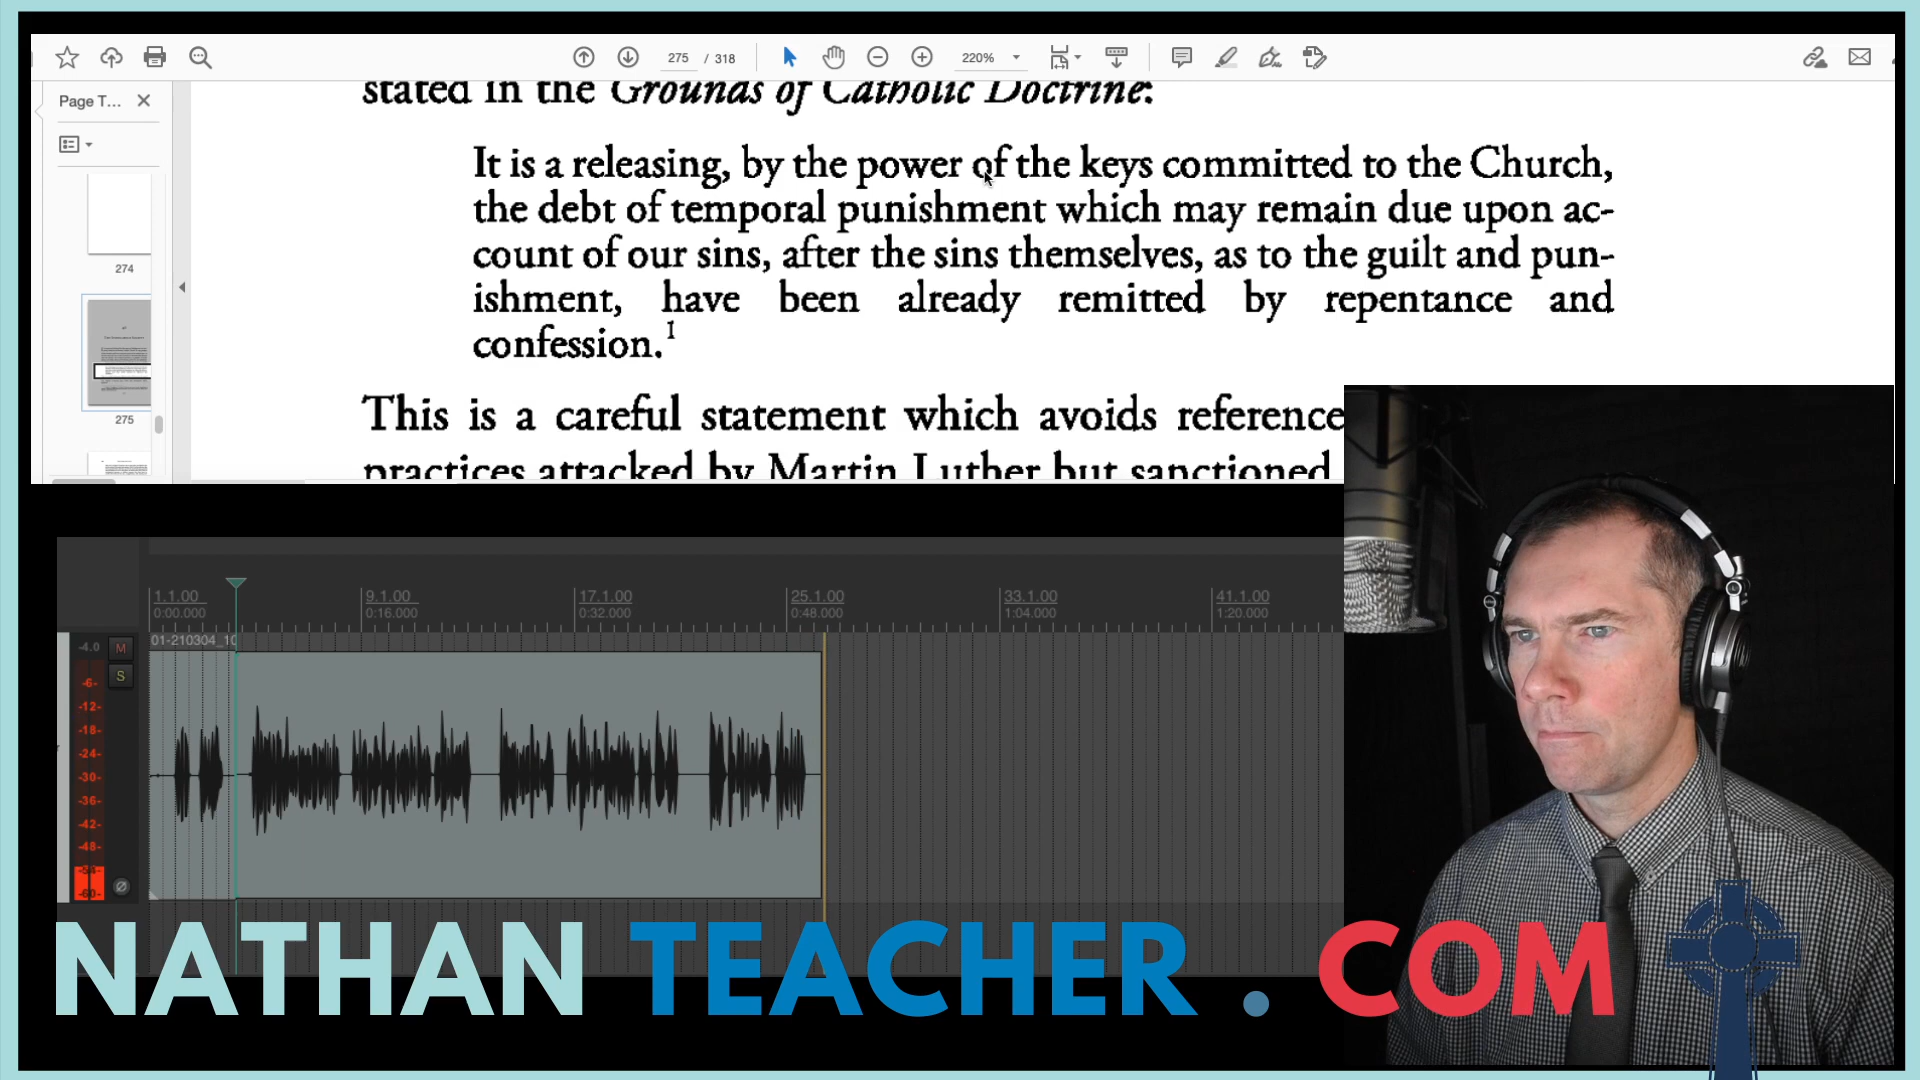 275 / 318
220%
Page T...
274
275
stated in the Grounds of Catholic Doctrine:
It is a releasing, by the power of the keys committed to the Church,
the debt of temporal punishment which may remain due upon ac-
count of our sins, after the sins themselves, as to the guilt and pun-
ishment, have been already remitted by repentance and
confession.1
This is a careful statement which avoids reference
practices attacked by Martin Luther but sanctioned
1.1.00
0:00.000
9.1.00
0:16.000
17.1.00
0:32.000
25.1.00
0:48.000
33.1.00
1:04.000
41.1.00
1:20.000
01-210304_10
-4.0
M
S
-6-
-12-
-18-
-24-
-30-
-36-
-42-
-48-
-54-
-60-
NATHAN TEACHER . COM